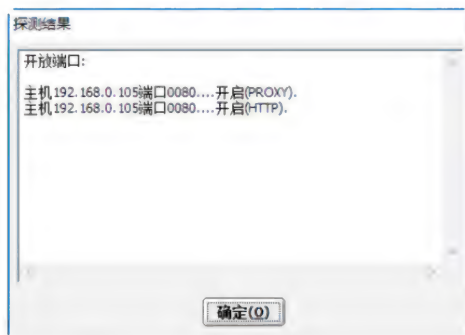 探测结果
开放端口:
主机192.168.0.105端口0080....开启(PROXY).
主机192.168.0.105端口0080....开启(HTTP).
确定(O)